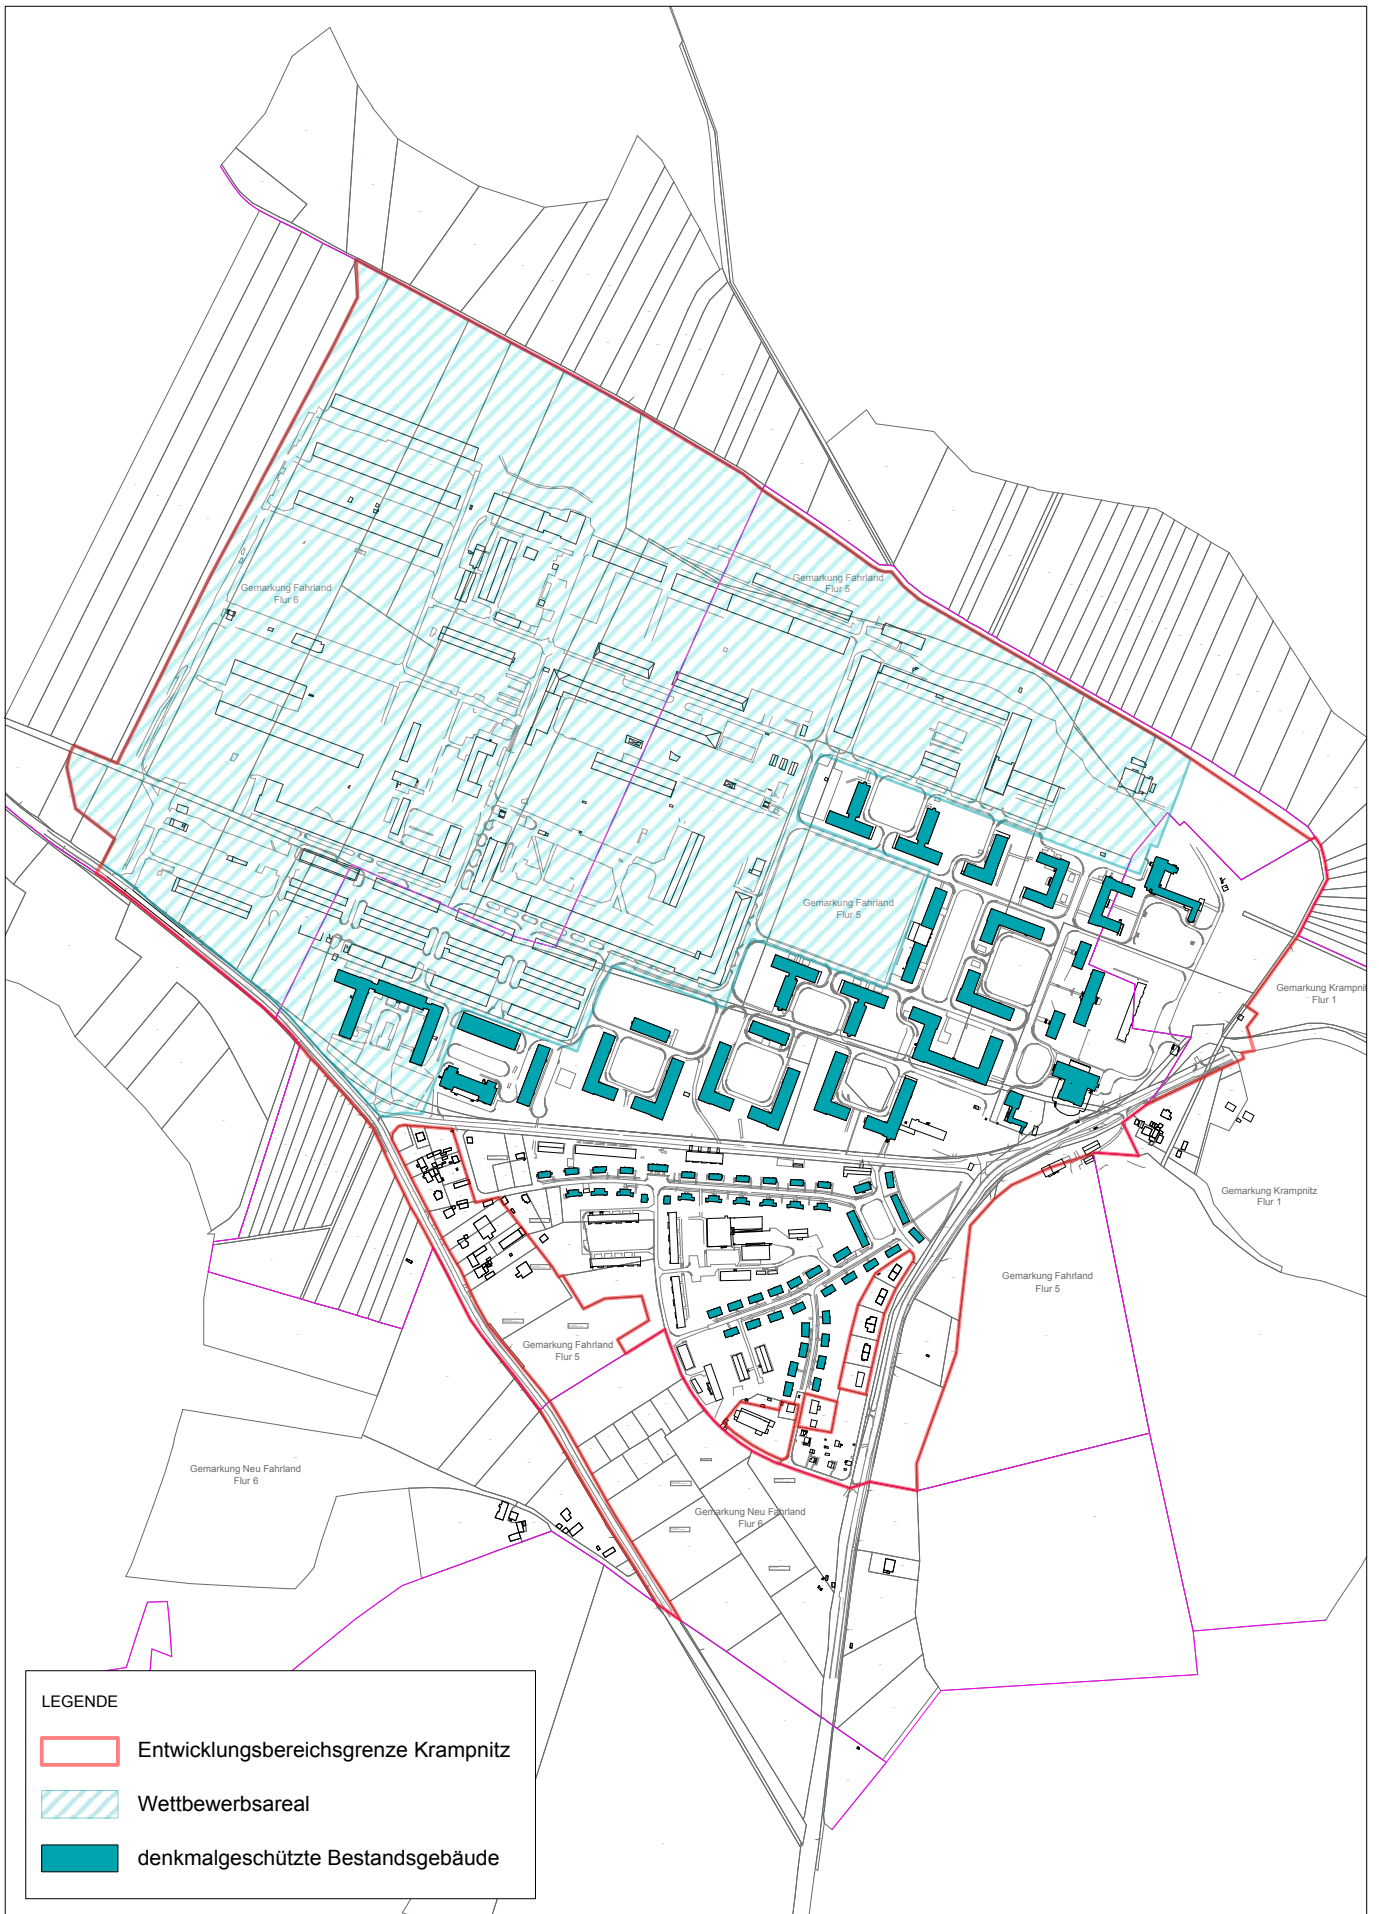 Gemarkung Fahrland
Flur 5
Gemarkung Fahrland
Flur 6
Gemarkung Fahrland
Flur 5
Gemarkung Krampnitz
Flur 1
Gemarkung Krampnitz
Flur 1
Gemarkung Fahrland
Flur 5
Gemarkung Fahrland
Flur 5
Gemarkung Neu Fahrland
Flur 6
Gemarkung Neu Fahrland
Flur 6
LEGENDE
Entwicklungsbereichsgrenze Krampnitz
Wettbewerbsareal
denkmalgeschützte Bestandsgebäude